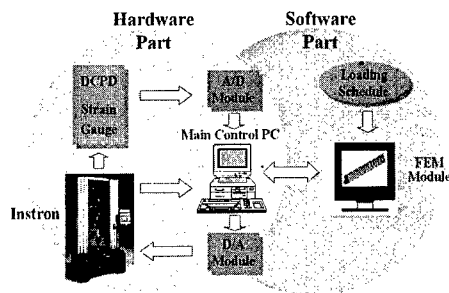 Hardware
Part
Software
Part
DCPD
Strain
Gauge
A/D
Module
Loading
Schedule
Main Control PC
FEM
Module
Instron
D/A
Module